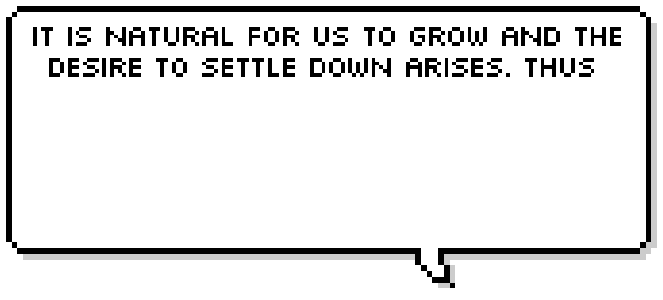 IT IS NATURAL FOR US TO GROW AND THE
DESIRE TO SETTLE DOWN ARISES. THUS